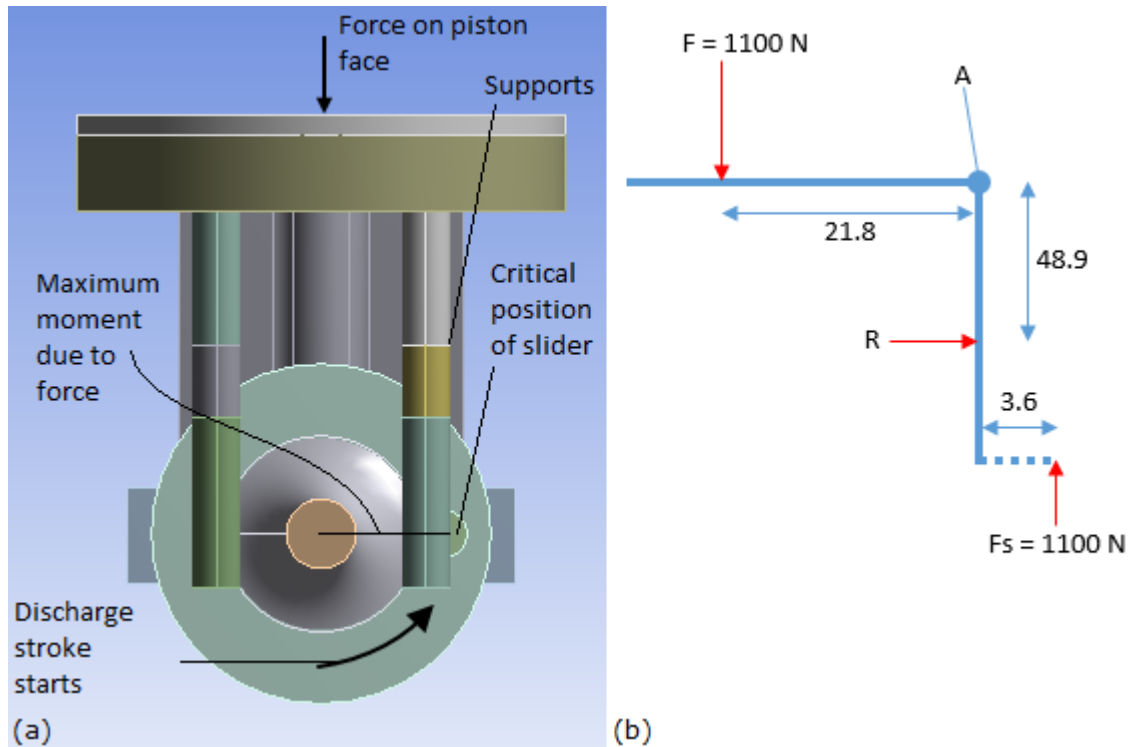 Force on piston
face
Supports
Maximum
moment
due to
force
Critical
position
of slider
Discharge
stroke
starts
(a)
F = 1100 N
A
21.8
48.9
R
3.6
Fs = 1100 N
(b)